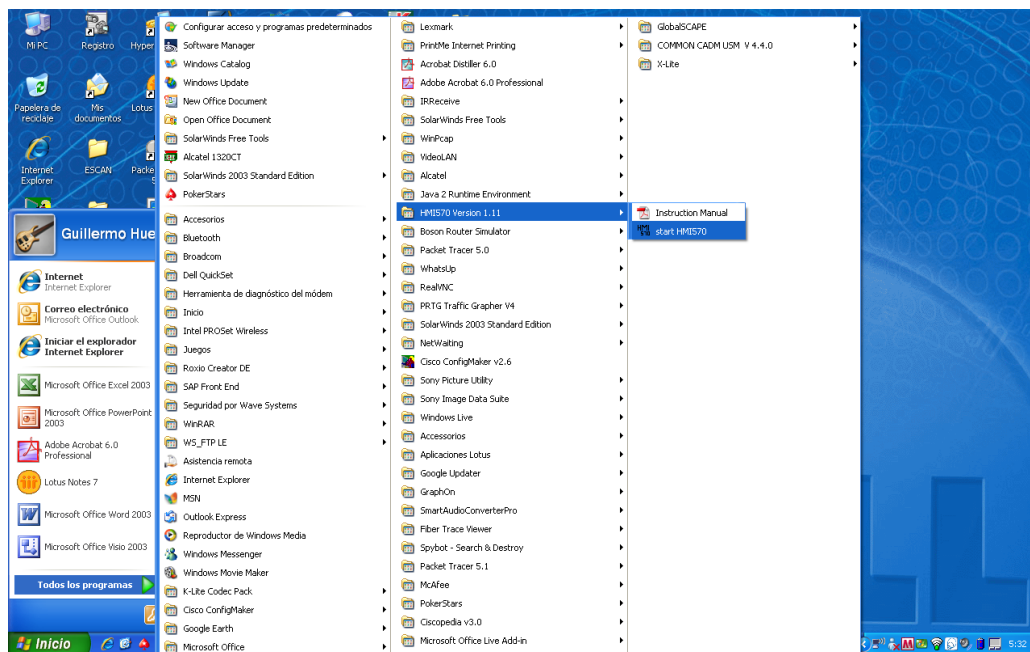 Mi PC
Registro
Hyper
Papelera de reciclaje
Mis documentos
Lotus
Internet Explorer
ESCAN
Packe
5
Guillermo Hue
Internet
Internet Explorer
Correo electrónico
Microsoft Office Outlook
Iniciar el explorador
Internet Explorer
Microsoft Office Excel 2003
Microsoft Office PowerPoint
2003
Adobe Acrobat 6.0
Professional
Lotus Notes 7
Microsoft Office Word 2003
Microsoft Office Visio 2003
Todos los programas
Inicio
Configurar acceso y programas predeterminados
Software Manager
Windows Catalog
Windows Update
New Office Document
Open Office Document
SolarWinds Free Tools
Alcatel 1320CT
SolarWinds 2003 Standard Edition
PokerStars
Accesorios
Bluetooth
Broadcom
Dell QuickSet
Herramienta de diagnóstico del módem
Inicio
Intel PROSet Wireless
Juegos
Roxio Creator DE
SAP Front End
Seguridad por Wave Systems
WinRAR
WS_FTP LE
Asistencia remota
Internet Explorer
MSN
Outlook Express
Reproductor de Windows Media
Windows Messenger
Windows Movie Maker
K-Lite Codec Pack
Cisco ConfigMaker
Google Earth
Microsoft Office
Lexmark
PrintMe Internet Printing
Acrobat Distiller 6.0
Adobe Acrobat 6.0 Professional
IRReceive
SolarWinds Free Tools
WinPcap
VideoLAN
Alcatel
Java 2 Runtime Environment
HMI570 Version 1.11
Boson Router Simulator
Packet Tracer 5.0
WhatsUp
RealVNC
PRTG Traffic Grapher V4
SolarWinds 2003 Standard Edition
NetWaiting
Cisco ConfigMaker v2.6
Sony Picture Utility
Sony Image Data Suite
Windows Live
Accessorios
Aplicaciones Lotus
Google Updater
GraphOn
SmartAudioConverterPro
Fiber Trace Viewer
Spybot - Search & Destroy
Packet Tracer 5.1
McAfee
PokerStars
Ciscopedia v3.0
Microsoft Office Live Add-in
GlobalSCAPE
COMMON CADM USM V 4.4.0
X-Lite
Instruction Manual
HMI
570
start HMI570
5:32